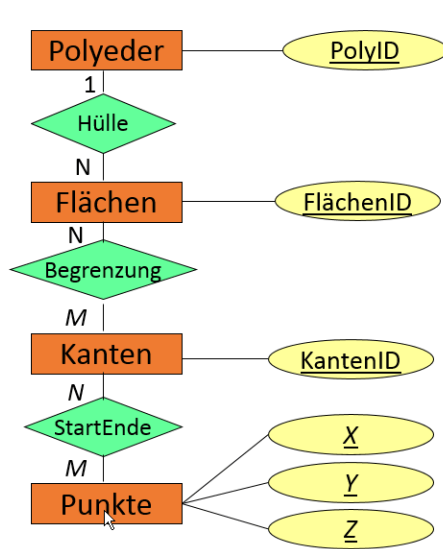 Polyeder
PolyID
1
Hülle
N
Flächen
FlächenID
N
Begrenzung
M
Kanten
KantenID
N
StartEnde
X
M
Y
Punkte
Z